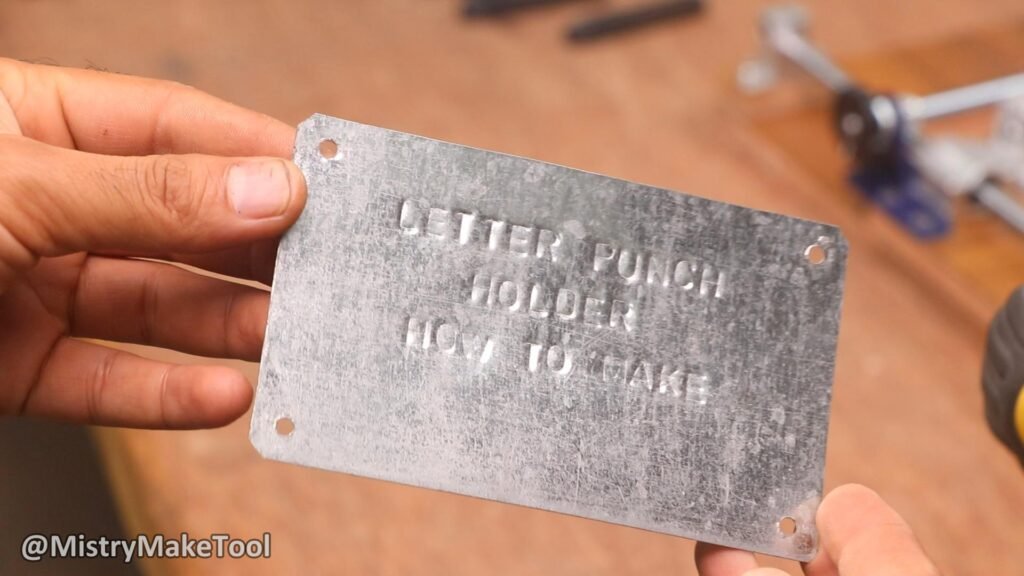 LETTER PUNCH
HOLDER
HOW TO MAKE
@MistryMakeTool